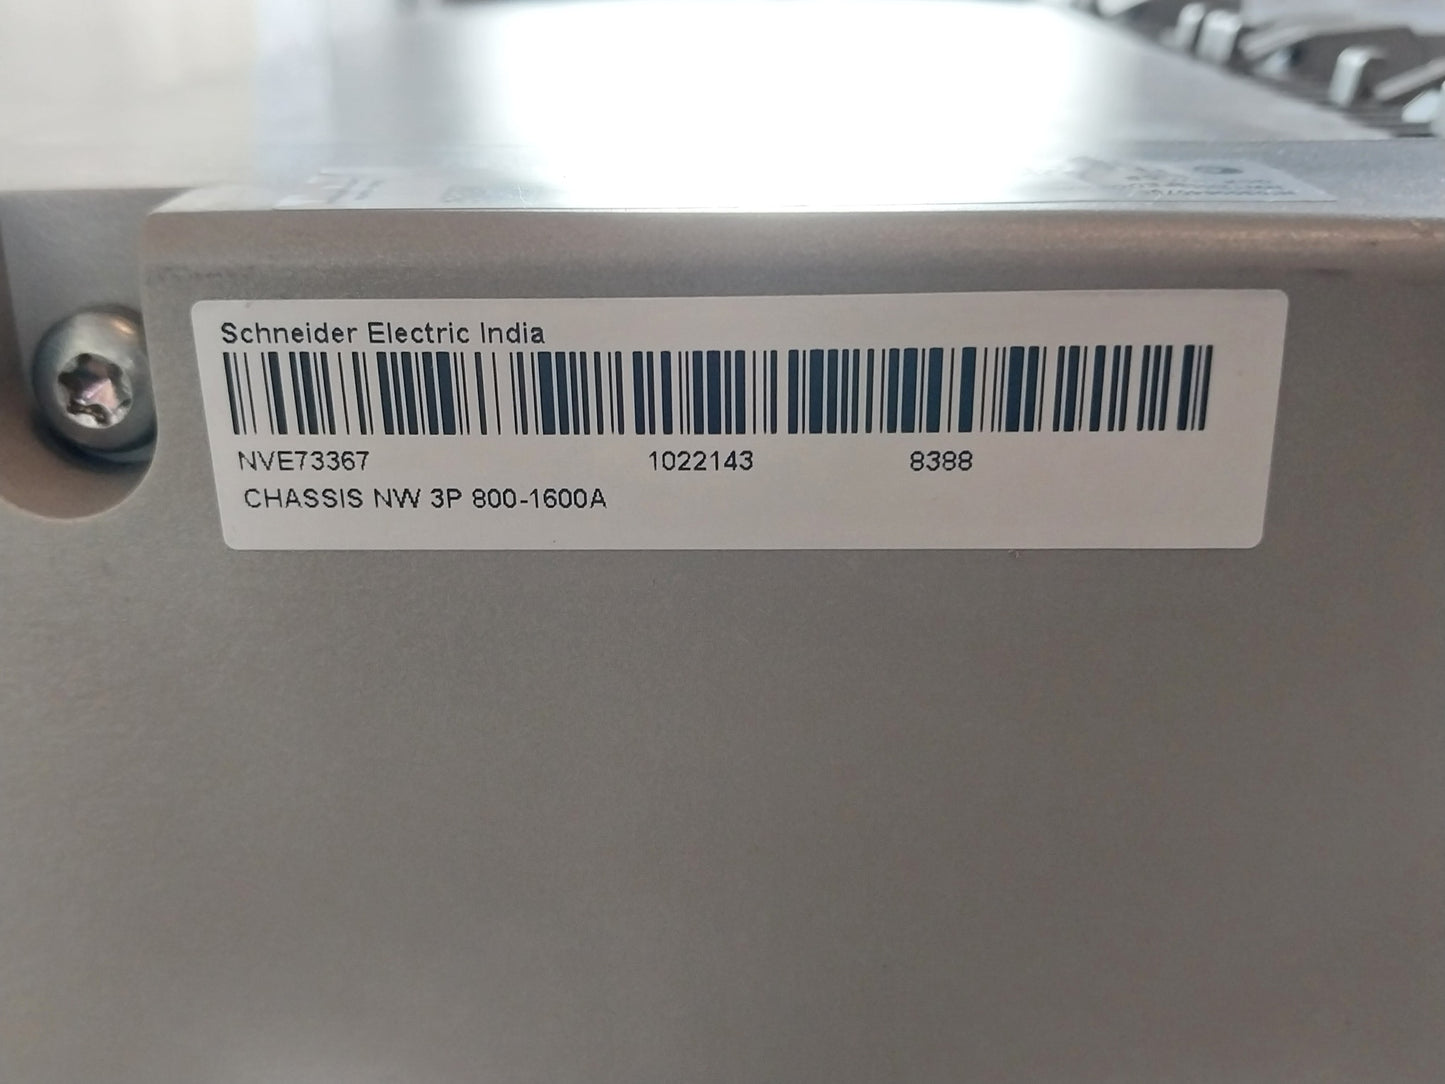 Schneider Electric India
NVE73367 1022143 8388
CHASSIS NW 3P 800-1600A